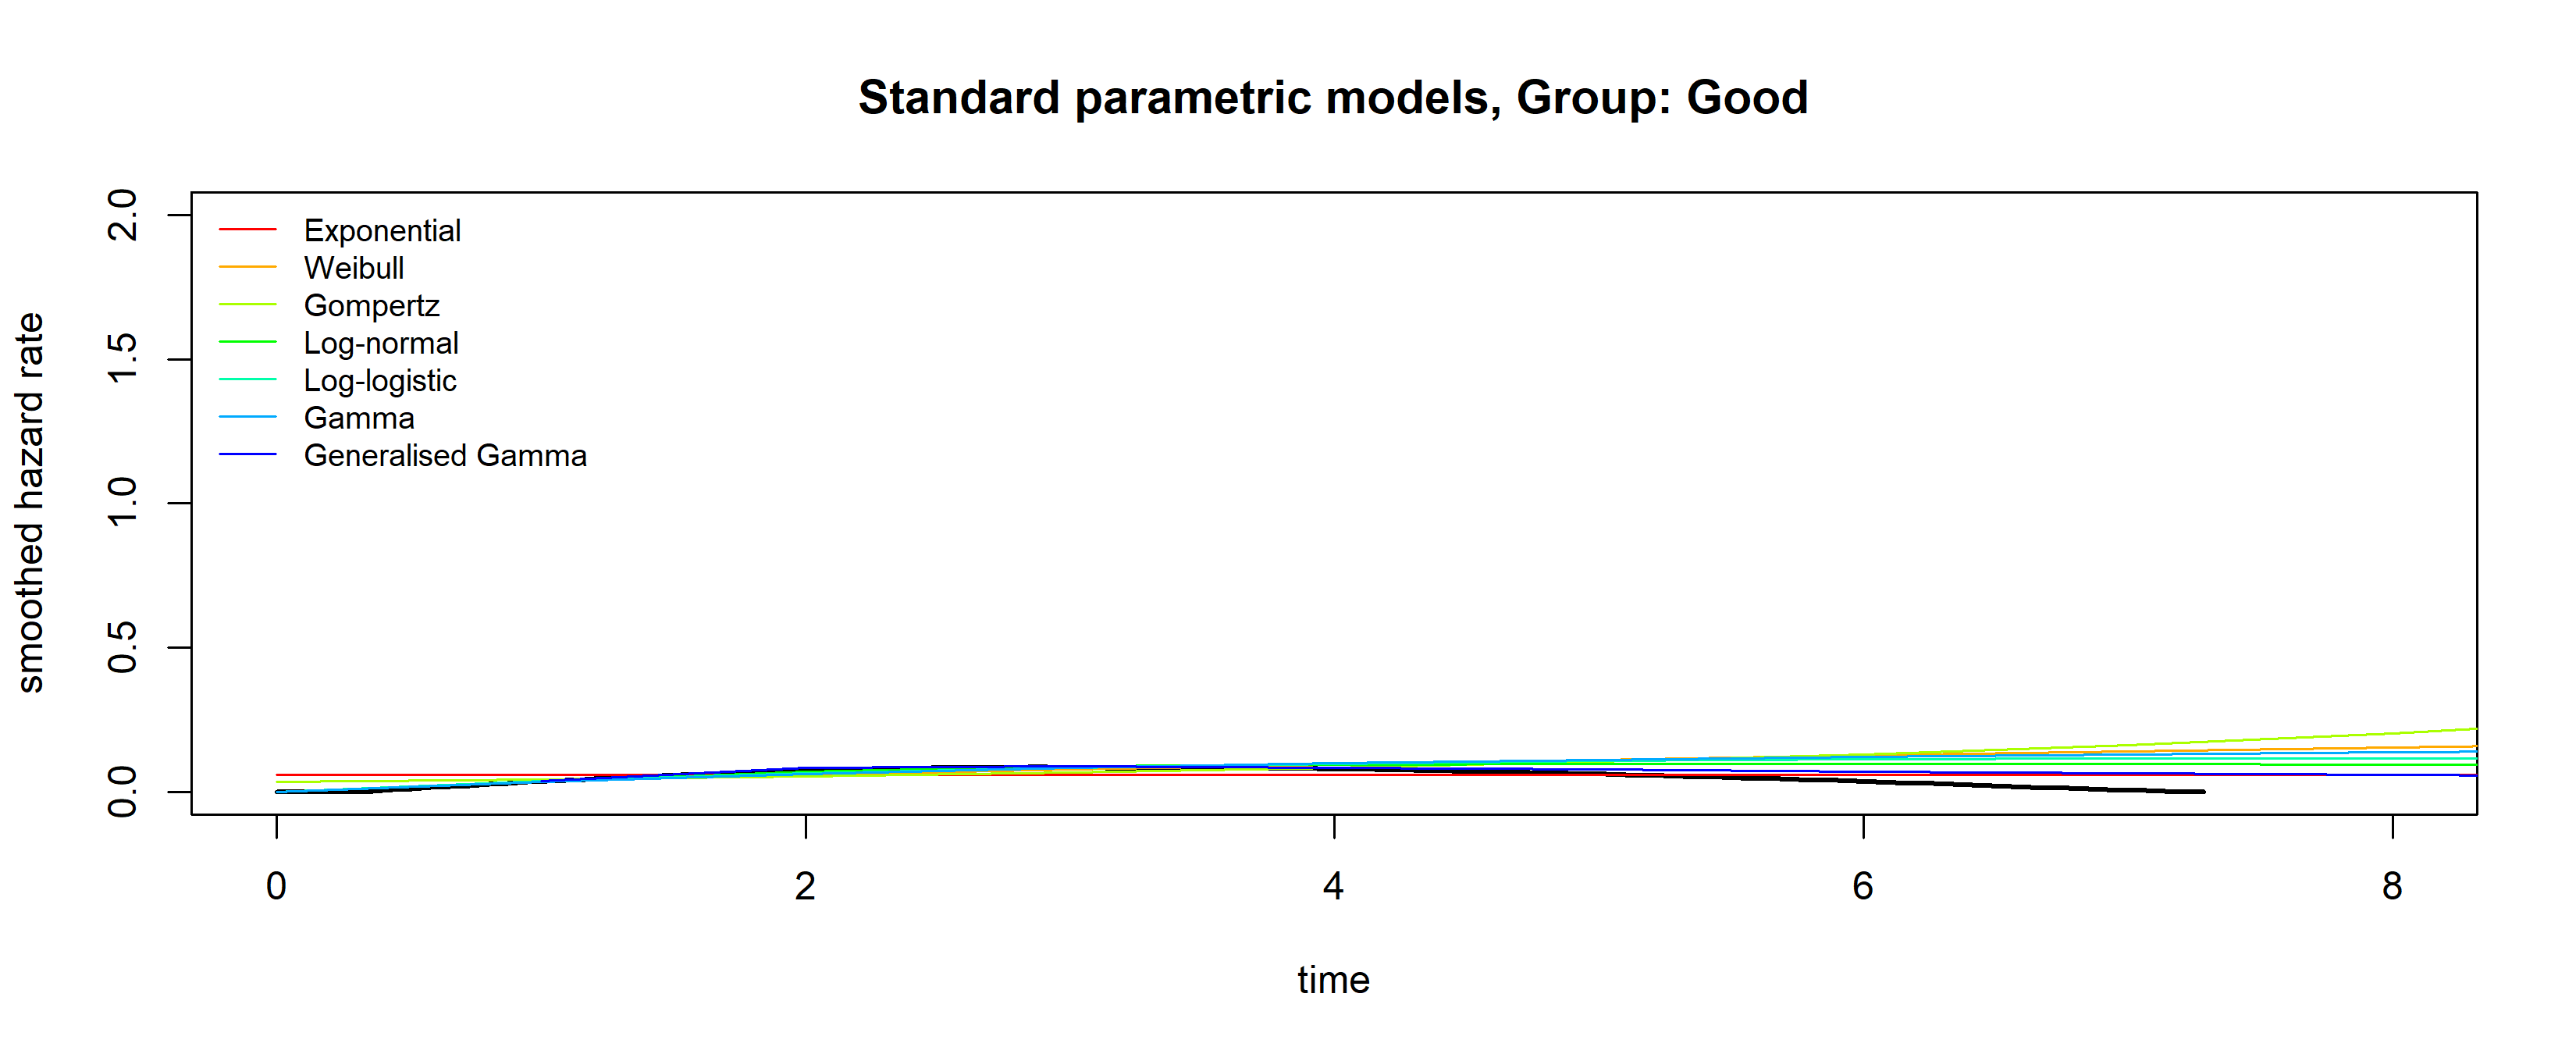 Standard parametric models, Group: Good
smoothed hazard rate
2.0
1.5
1.0
0.5
0.0
Exponential
Weibull
Gompertz
Log-normal
Log-logistic
Gamma
Generalised Gamma
0 2 4 6 8
time